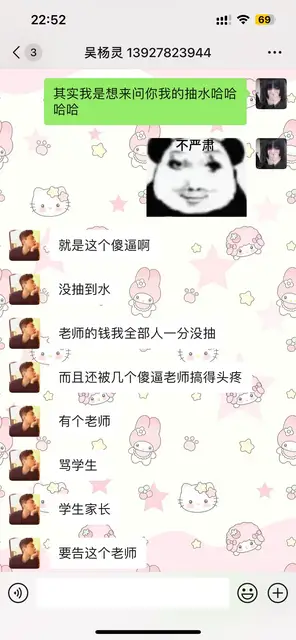 22:52
69
3
吴杨灵 13927823944
其实我是想来问你我的抽水哈哈
哈哈哈
不严肃
就是这个傻逼啊
没抽到水
老师的钱我全部人一分没抽
而且还被几个傻逼老师搞得头疼
有个老师
骂学生
学生家长
要告这个老师